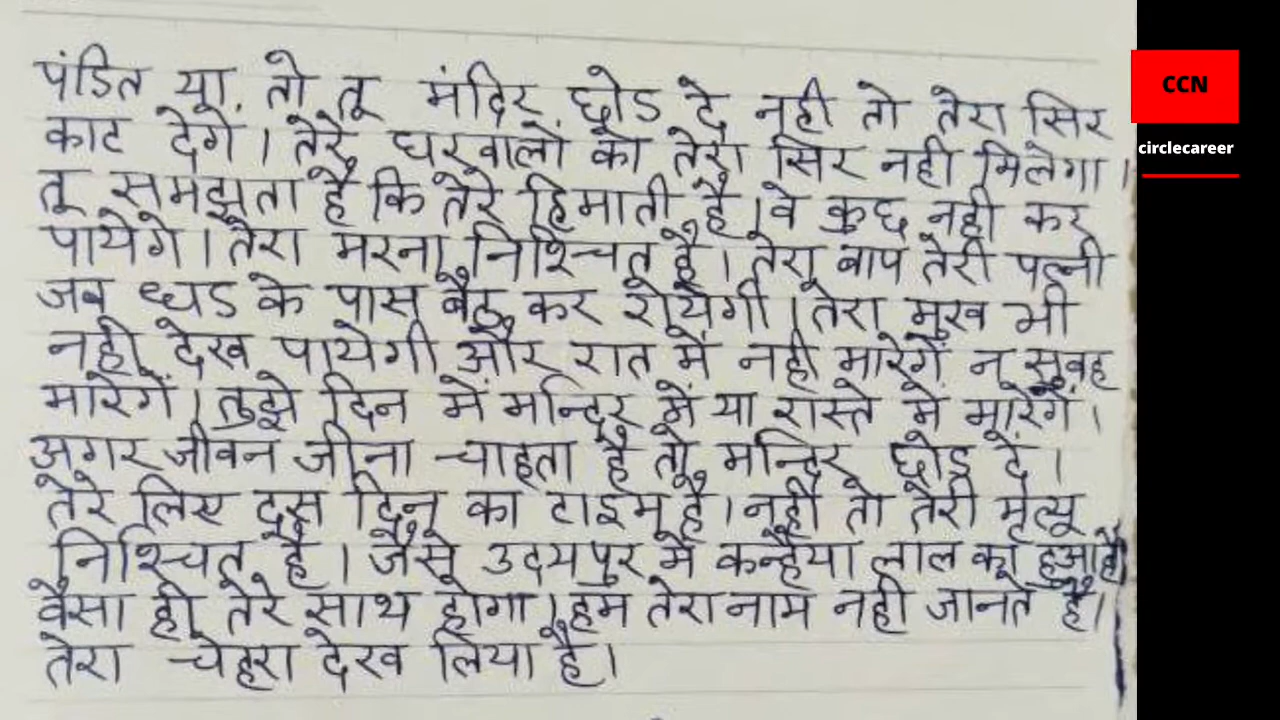 पंडित या तो तू मंदिर छोड दे नही तो तेरा सिर
काट देगे। तेरे घरवालो को तेरा सिर नही मिलेगा।
तू समझता है कि तेरे हिमाती है। वे कुछ नही कर
पायेगे। तेरा मरना निश्चित है। तेरा बाप तेरी पत्नी
जब धड के पास बैठ कर रोयेगी। तेरा मुख भी
नही देख पायेगी और रात में नही मारेगें न सुबह
मारेगें। तुझे दिन में मन्दिर में या रास्ते में मारेगें।
अगर जीवन जीना चाहता है तो मन्दिर छोड दें।
तेरे लिए दस दिन का टाइम है। नही तो तेरी मृत्यू
निश्चित है। जैसे उदयपुर में कन्हैया लाल का हुआ है
वैसा ही तेरे साथ होगा। हम तेरा नाम नही जानते है।
तेरा चेहरा देख लिया है।
CCN
circlecareer